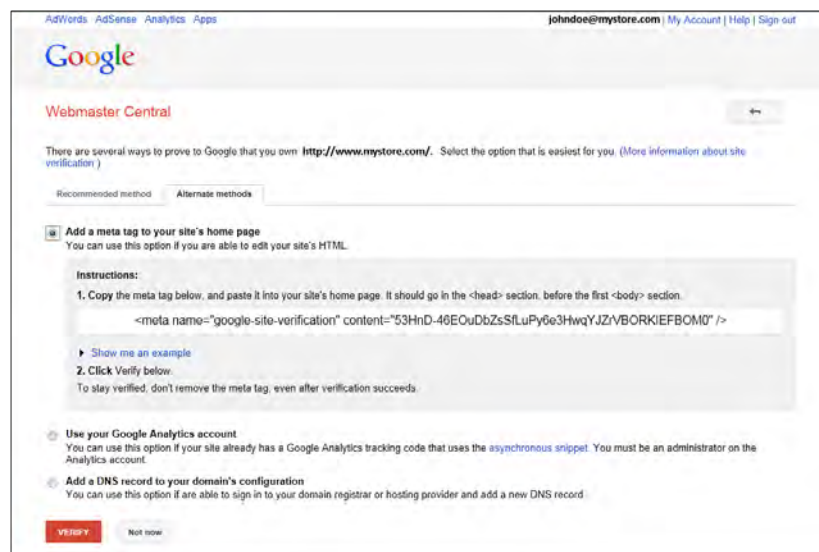 AdWords AdSense Analytics Apps johndoe@mystore.com | My Account | Help | Sign out
Google
Webmaster Central
There are several ways to prove to Google that you own http://www.mystore.com/. Select the option that is easiest for you. (More information about site
verification )
Recommended method Alternate methods
Add a meta tag to your site's home page
You can use this option if you are able to edit your site's HTML.
Instructions:
1. Copy the meta tag below, and paste it into your site's home page. It should go in the <head> section, before the first <body> section.
<meta name="google-site-verification" content="53HnD-46EOuDbZsSfLuPy6e3HwqYJZrVBORKIEFBOM0" />
Show me an example
2. Click Verify below.
To stay verified, don't remove the meta tag, even after verification succeeds.
Use your Google Analytics account
You can use this option if your site already has a Google Analytics tracking code that uses the asynchronous snippet. You must be an administrator on the
Analytics account.
Add a DNS record to your domain's configuration
You can use this option if are able to sign in to your domain registrar or hosting provider and add a new DNS record.
VERIFY Not now